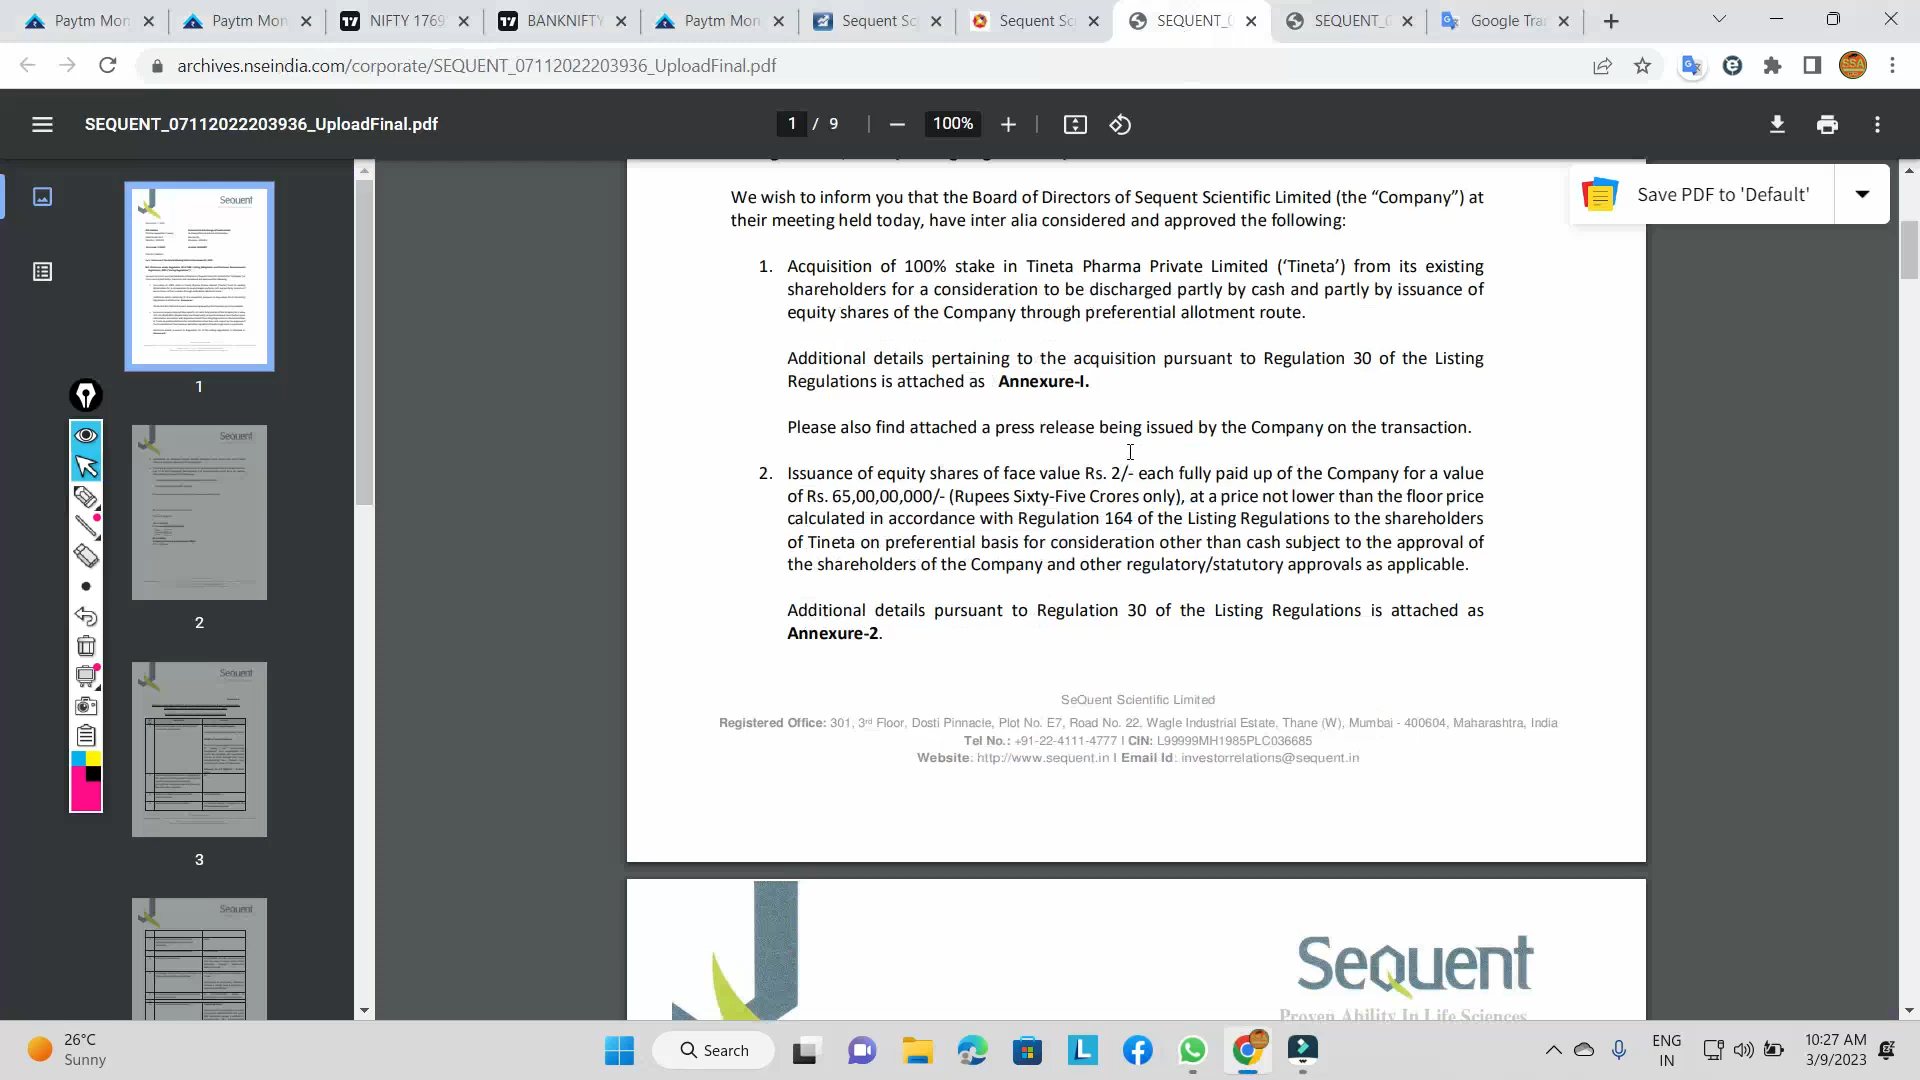 Paytm Mon
Paytm Mon
NIFTY 1769
BANKNIFTY
Paytm Mon
Sequent Sc
Sequent Sc
SEQUENT_0
SEQUENT_0
Google Tra
archives.nseindia.com/corporate/SEQUENT_07112022203936_UploadFinal.pdf
SEQUENT_07112022203936_UploadFinal.pdf
1 / 9
100%
Save PDF to 'Default'
We wish to inform you that the Board of Directors of Sequent Scientific Limited (the “Company”) at
their meeting held today, have inter alia considered and approved the following:
1. Acquisition of 100% stake in Tineta Pharma Private Limited (‘Tineta’) from its existing
shareholders for a consideration to be discharged partly by cash and partly by issuance of
equity shares of the Company through preferential allotment route.
Additional details pertaining to the acquisition pursuant to Regulation 30 of the Listing
Regulations is attached as Annexure-I.
Please also find attached a press release being issued by the Company on the transaction.
2. Issuance of equity shares of face value Rs. 2/- each fully paid up of the Company for a value
of Rs. 65,00,00,000/- (Rupees Sixty-Five Crores only), at a price not lower than the floor price
calculated in accordance with Regulation 164 of the Listing Regulations to the shareholders
of Tineta on preferential basis for consideration other than cash subject to the approval of
the shareholders of the Company and other regulatory/statutory approvals as applicable.
Additional details pursuant to Regulation 30 of the Listing Regulations is attached as
Annexure-2.
SeQuent Scientific Limited
Registered Office: 301, 3rd Floor, Dosti Pinnacle, Plot No. E7, Road No. 22, Wagle Industrial Estate, Thane (W), Mumbai - 400604, Maharashtra, India
Tel No.: +91-22-4111-4777 I CIN: L99999MH1985PLC036685
Website: http://www.sequent.in I Email Id: investorrelations@sequent.in
Sequent
Proven Ability In Life Sciences
Sequent
1
Sequent
2
Sequent
3
Sequent
26°C
Sunny
Search
ENG
IN
10:27 AM
3/9/2023